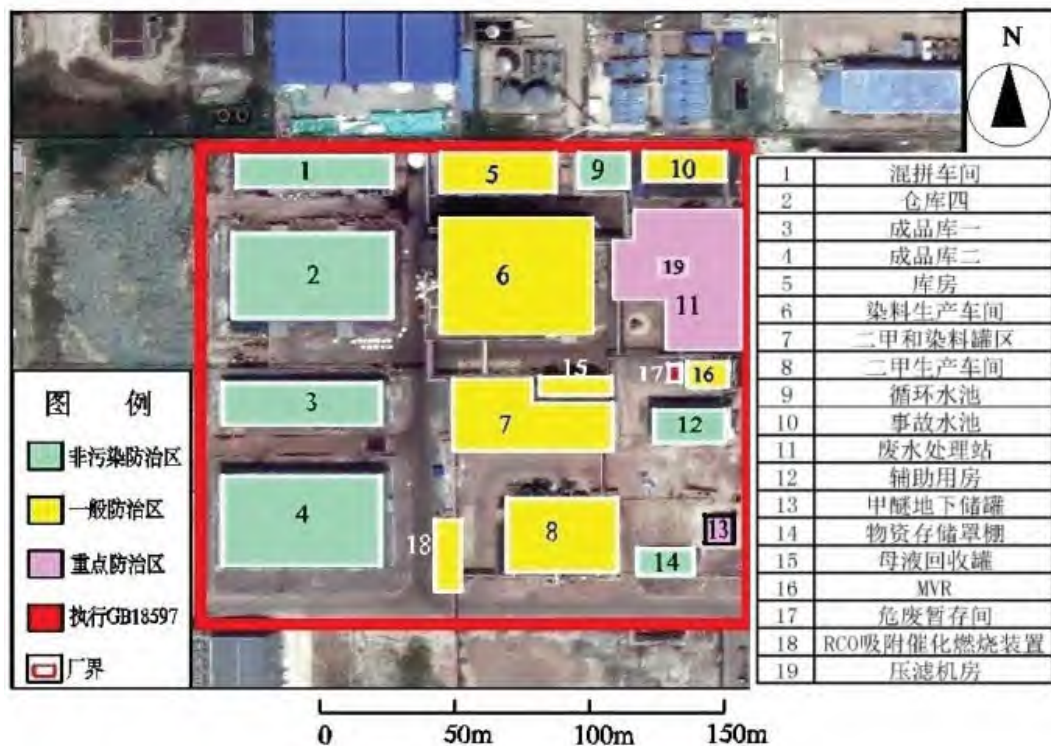 N
1
5
9
10
2
6
19
11
15
17
16
3
7
12
4
18
8
13
14
1 混拼车间
2 仓库四
3 成品库一
4 成品库二
5 库房
6 染料生产车间
7 二甲和染料罐区
8 二甲生产车间
9 循环水池
10 事故水池
11 废水处理站
12 辅助用房
13 甲醚地下储罐
14 物资存储罩棚
15 母液回收罐
16 MVR
17 危废暂存间
18 RCO吸附催化燃烧装置
19 压滤机房
图 例
非污染防治区
一般防治区
重点防治区
执行GB18597
厂界
0 50m 100m 150m